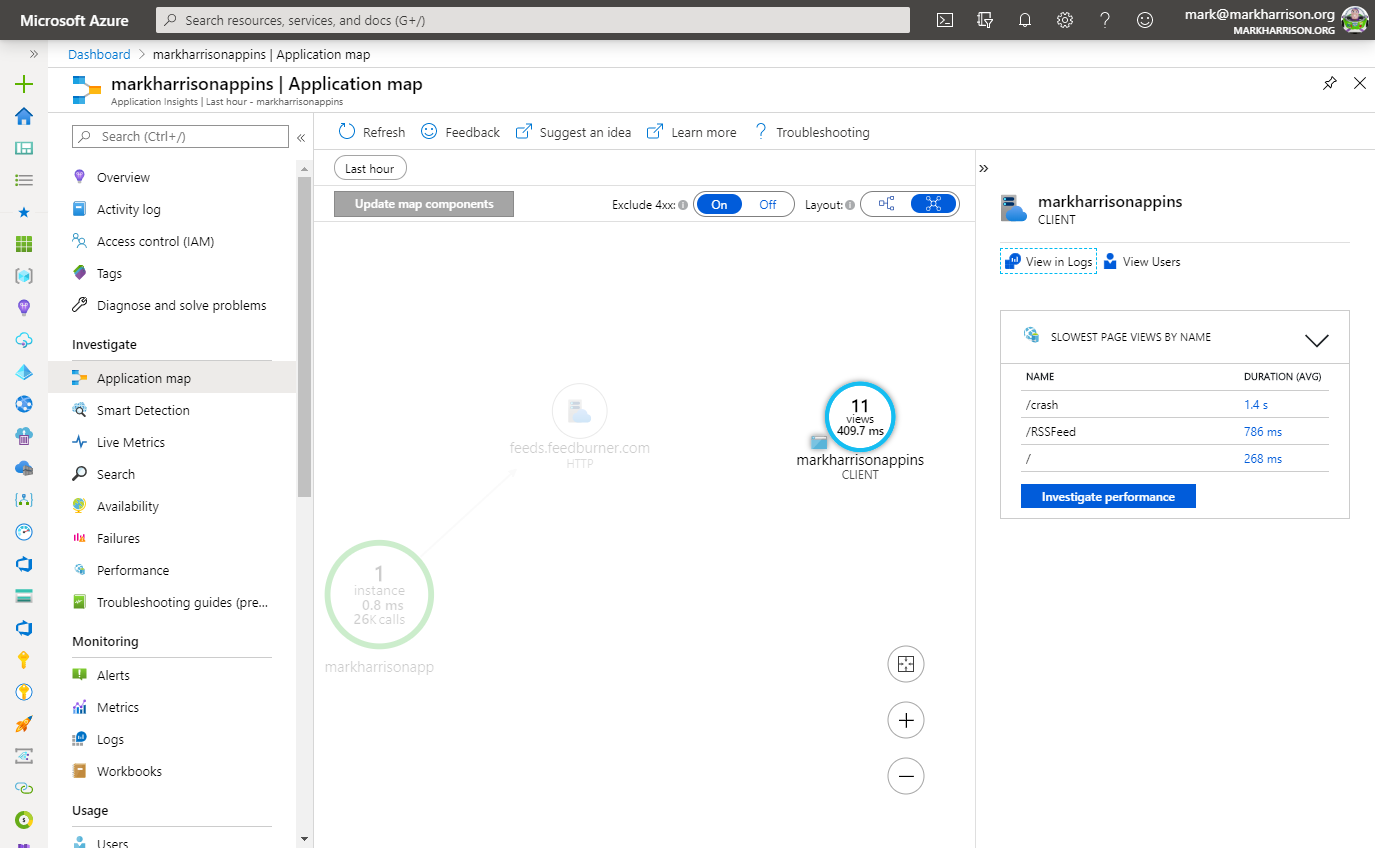 Microsoft Azure
Search resources, services, and docs (G+/)
mark@markharrison.org
MARKHARRISON.ORG
Dashboard > markharrisonappins | Application map
markharrisonappins | Application map
Application Insights | Last hour - markharrisonappins
Search (Ctrl+/)
Overview
Activity log
Access control (IAM)
Tags
Diagnose and solve problems
Investigate
Application map
Smart Detection
Live Metrics
Search
Availability
Failures
Performance
Troubleshooting guides (pre...
Monitoring
Alerts
Metrics
Logs
Workbooks
Usage
Users
Refresh
Feedback
Suggest an idea
Learn more
Troubleshooting
Last hour
Update map components
Exclude 4xx:
On
Off
Layout:
feeds.feedburner.com
HTTP
11
views
409.7 ms
markharrisonappins
CLIENT
1
instance
0.8 ms
26K calls
markharrisonapp
markharrisonappins
CLIENT
View in Logs
View Users
SLOWEST PAGE VIEWS BY NAME
NAME DURATION (AVG)
/crash 1.4 s
/RSSFeed 786 ms
/ 268 ms
Investigate performance